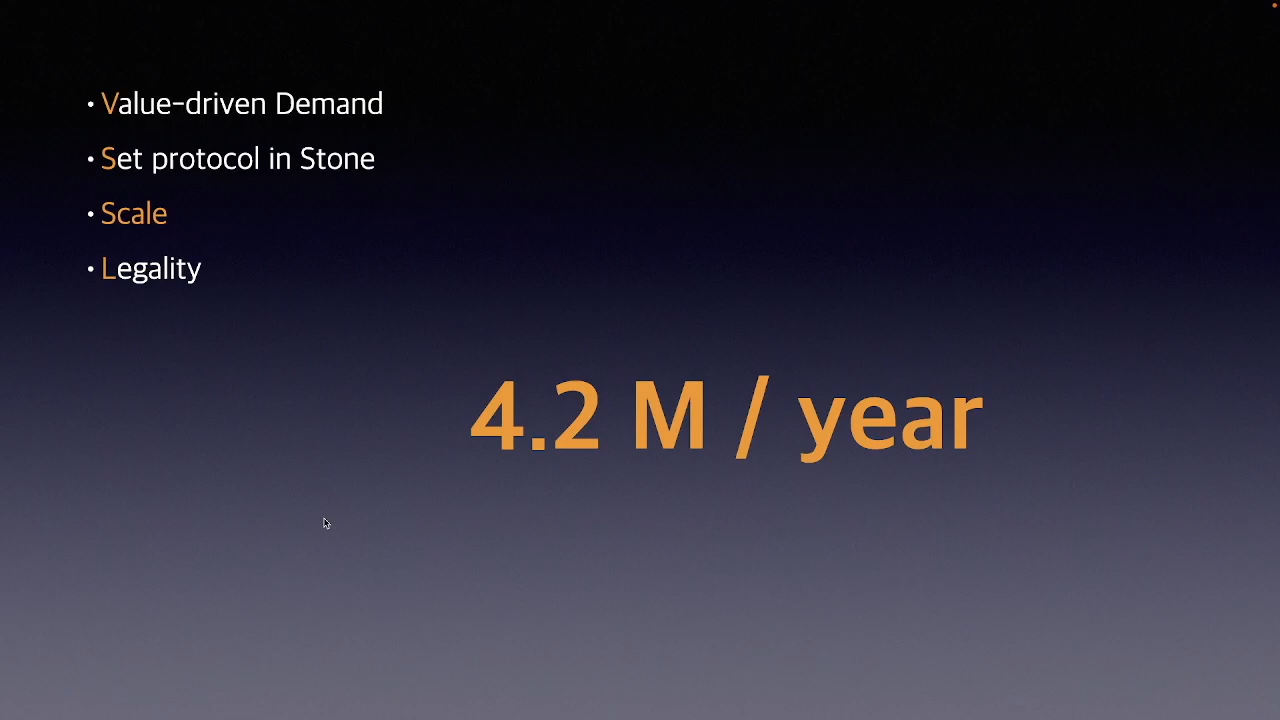 • Value-driven Demand
• Set protocol in Stone
• Scale
• Legality
4.2 M / year